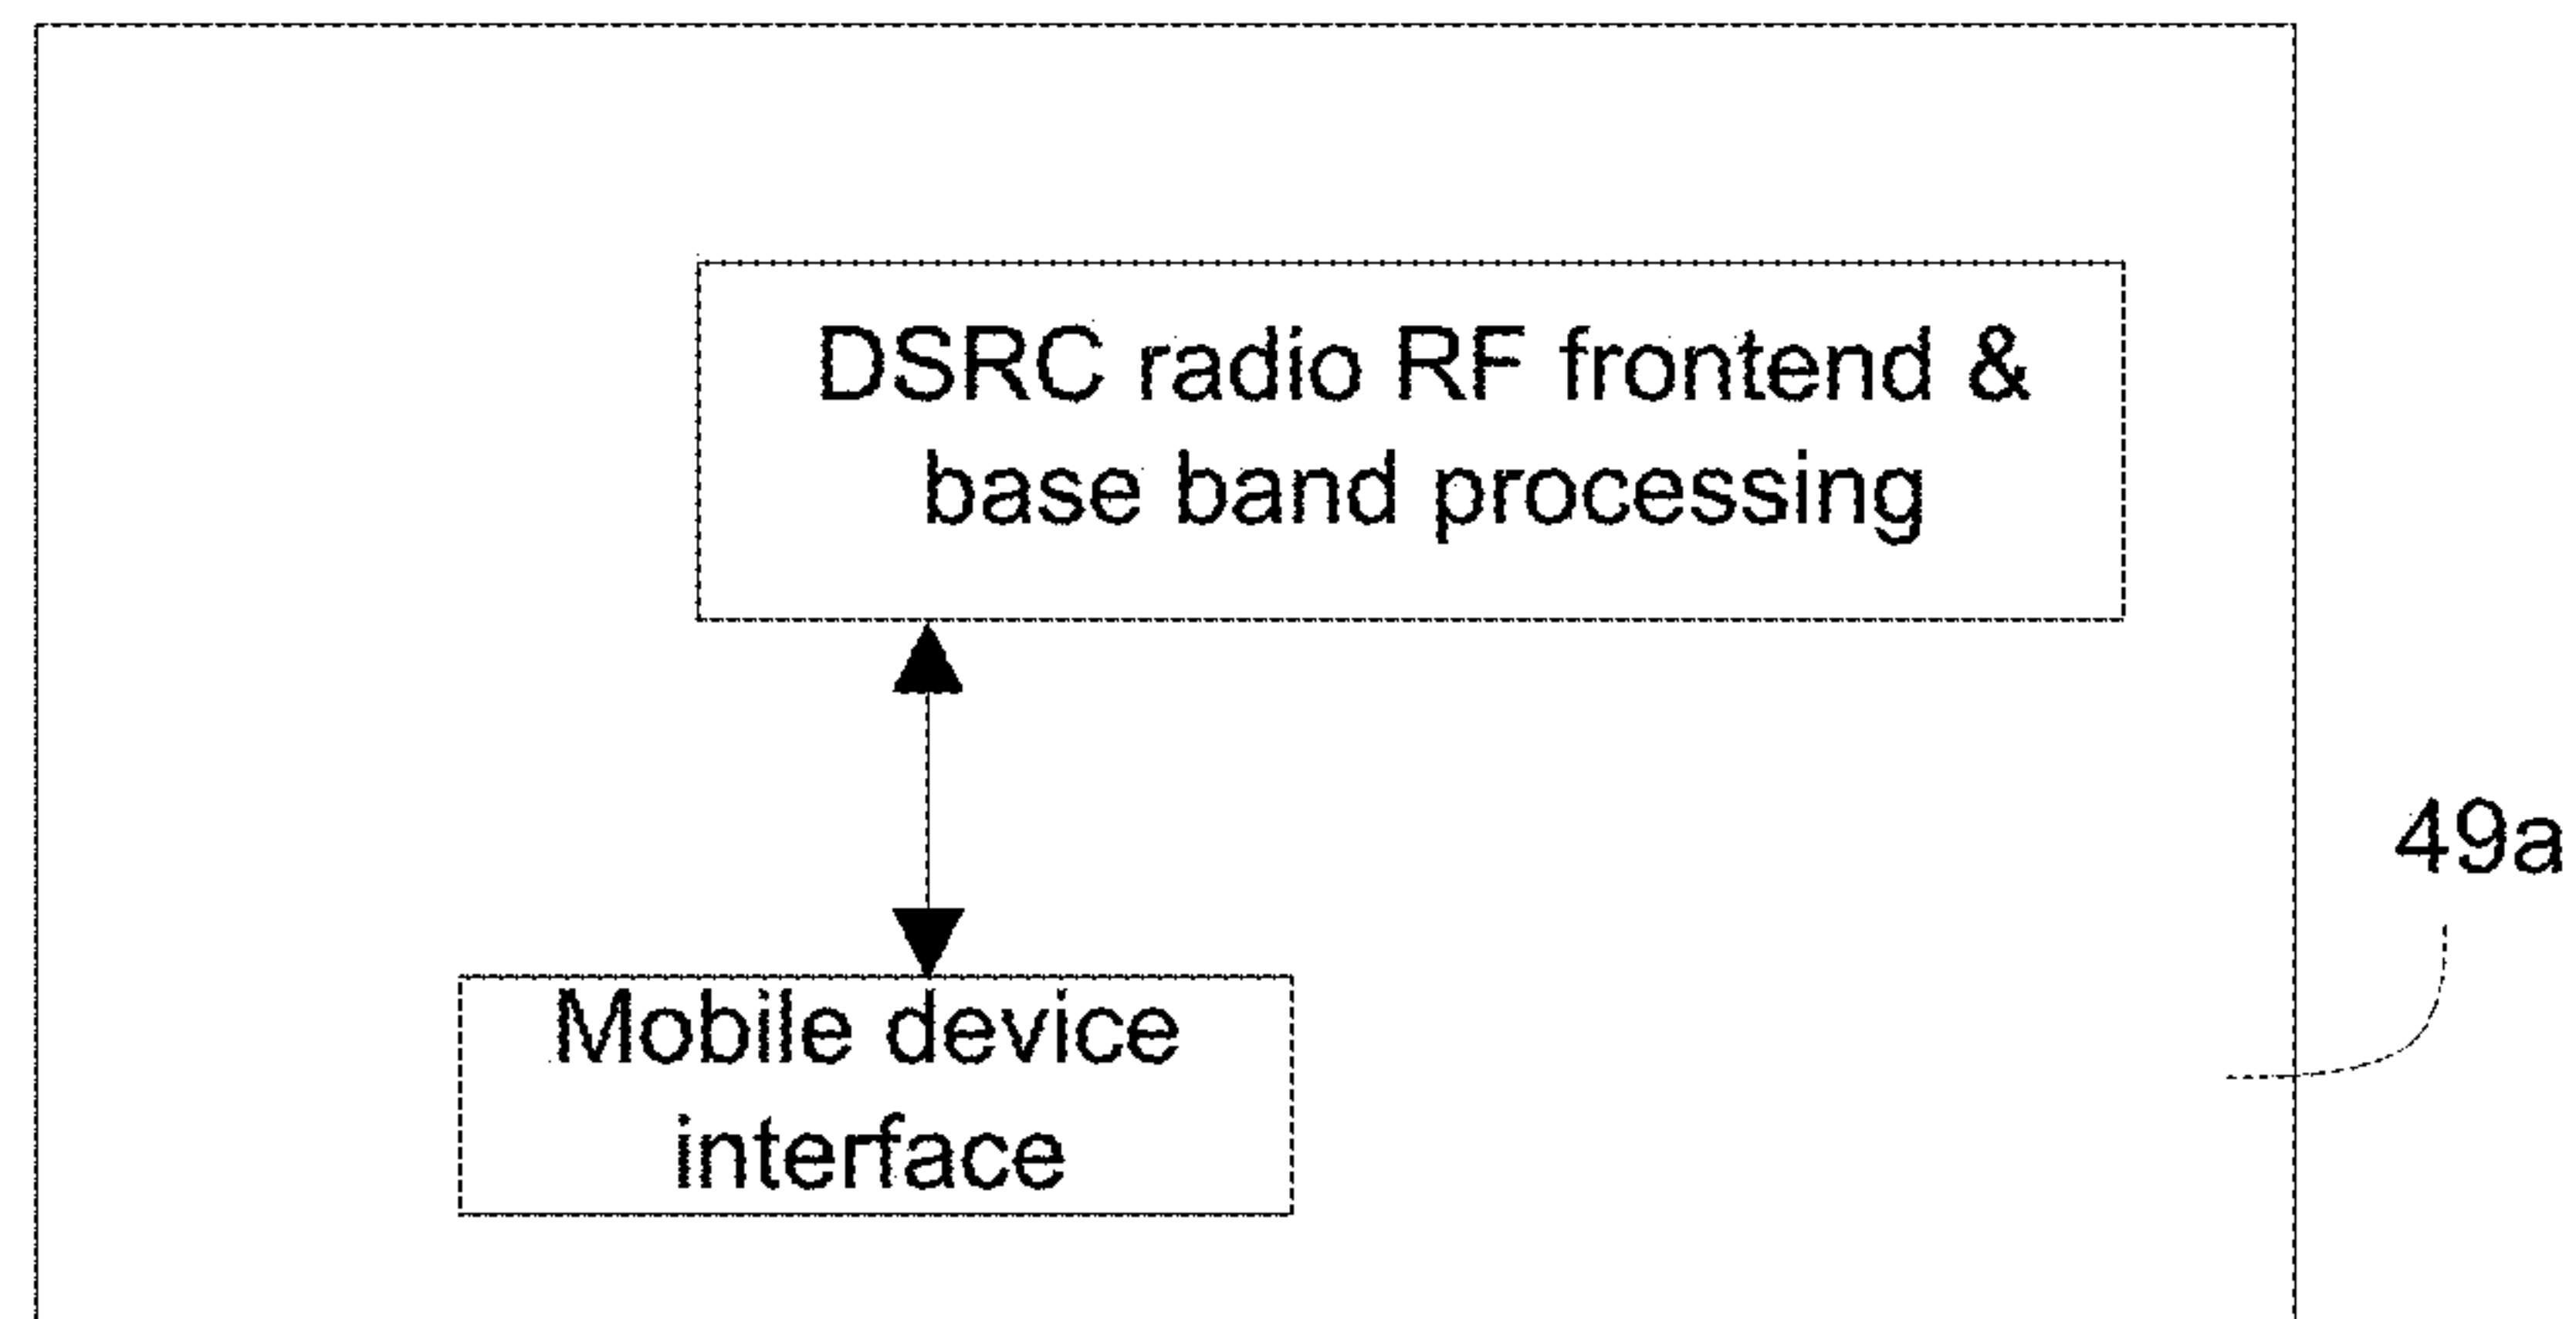 DSRC radio RF frontend &
base band processing
49a
Mobile device
interface